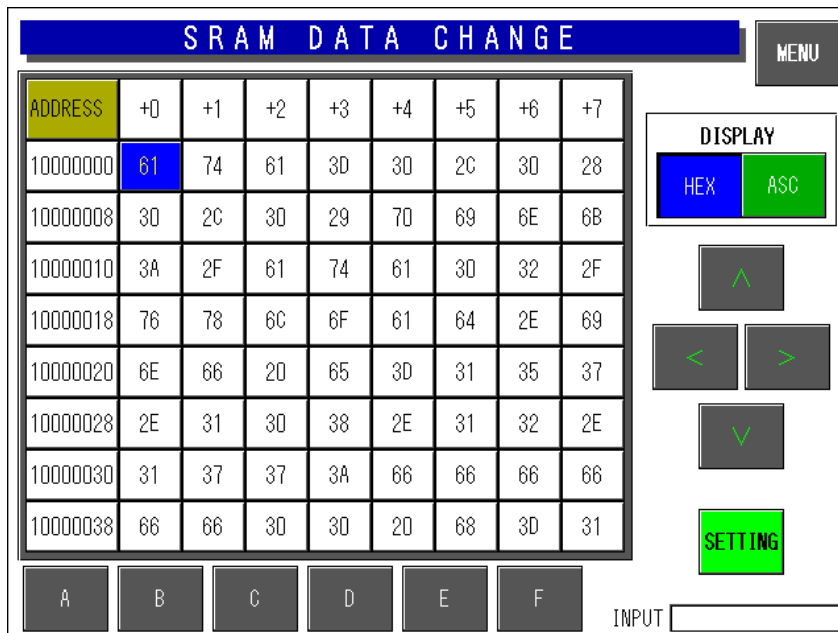 SRAM DATA CHANGE
MENU
ADDRESS +0 +1 +2 +3 +4 +5 +6 +7
10000000 61 74 61 3D 30 2C 30 28
10000008 30 2C 30 29 70 69 6E 6B
10000010 3A 2F 61 74 61 30 32 2F
10000018 76 78 6C 6F 61 64 2E 69
10000020 6E 66 20 65 3D 31 35 37
10000028 2E 31 30 38 2E 31 32 2E
10000030 31 37 37 3A 66 66 66 66
10000038 66 66 30 30 20 68 3D 31
DISPLAY
HEX ASC
^
< >
v
SETTING
A B C D E F
INPUT